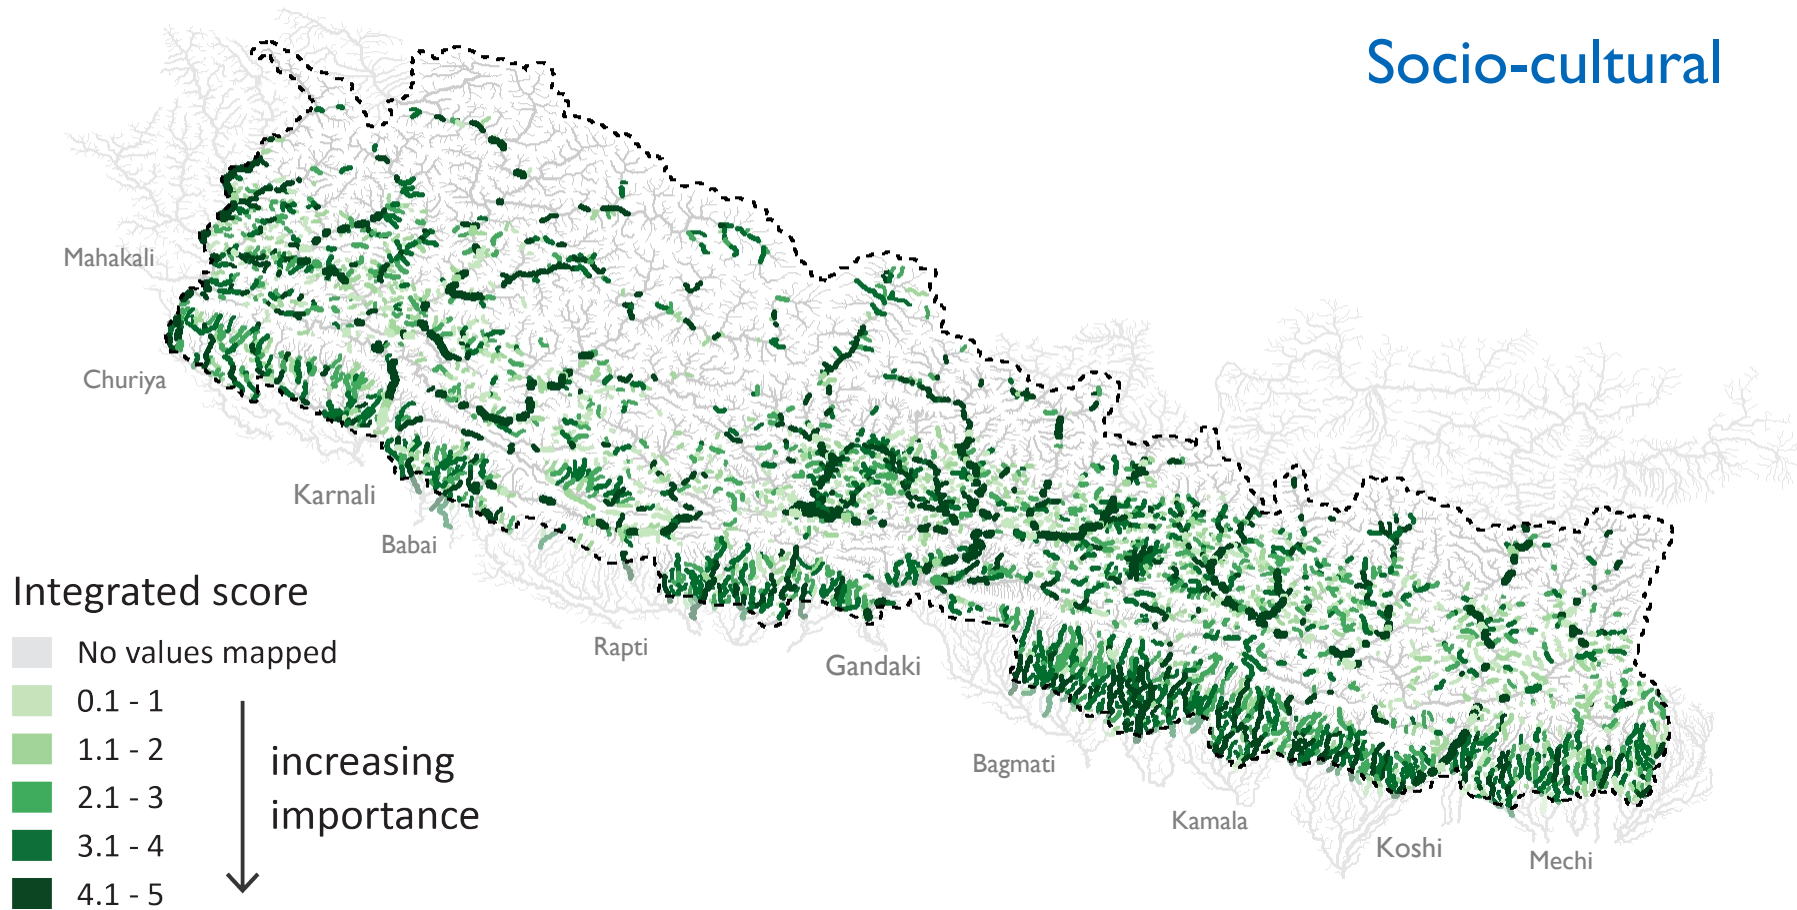 Socio-cultural
Mahakali
Churiya
Karnali
Babai
Rapti
Gandaki
Bagmati
Kamala
Koshi
Mechi
Integrated score
No values mapped
0.1 - 1
1.1 - 2
2.1 - 3
3.1 - 4
4.1 - 5
increasing
importance